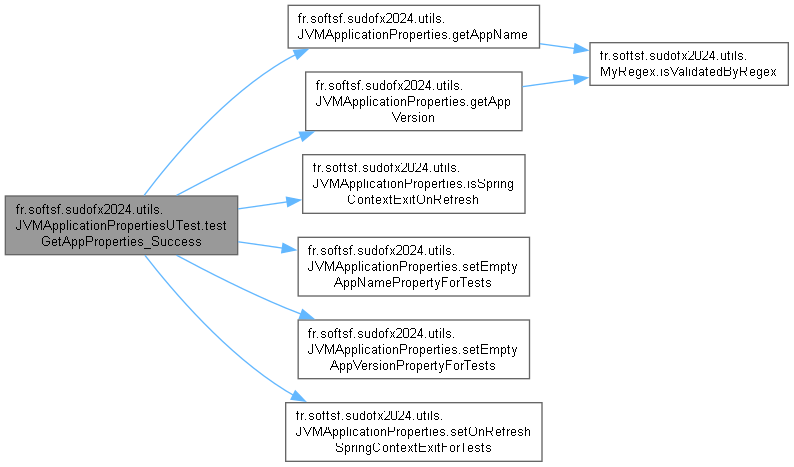 fr.softsf.sudofx2024.utils.
JVMApplicationProperties.getAppName
fr.softsf.sudofx2024.utils.
MyRegex.isValidatedByRegex
fr.softsf.sudofx2024.utils.
JVMApplicationProperties.getApp
Version
fr.softsf.sudofx2024.utils.
JVMApplicationProperties.isSpring
ContextExitOnRefresh
fr.softsf.sudofx2024.utils.
JVMApplicationPropertiesUTest.test
GetAppProperties_Success
fr.softsf.sudofx2024.utils.
JVMApplicationProperties.setEmpty
AppNamePropertyForTests
fr.softsf.sudofx2024.utils.
JVMApplicationProperties.setEmpty
AppVersionPropertyForTests
fr.softsf.sudofx2024.utils.
JVMApplicationProperties.setOnRefresh
SpringContextExitForTests